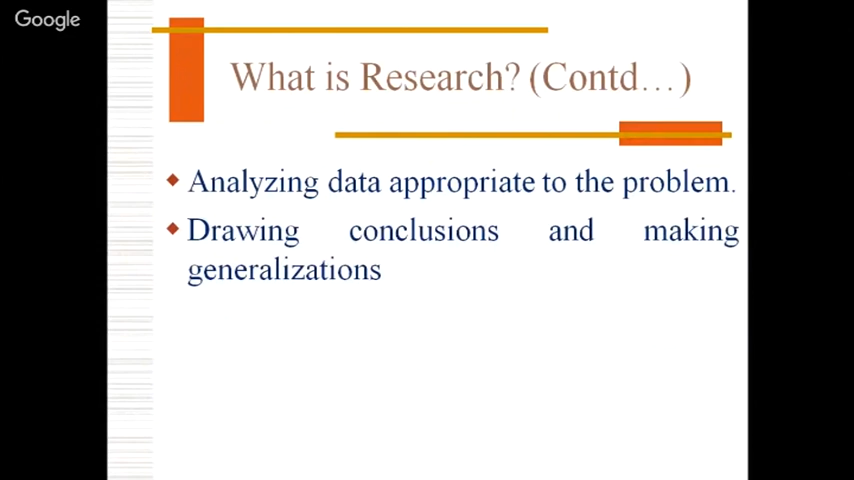 Google
What is Research? (Contd...)
Analyzing data appropriate to the problem.
Drawing conclusions and making
generalizations